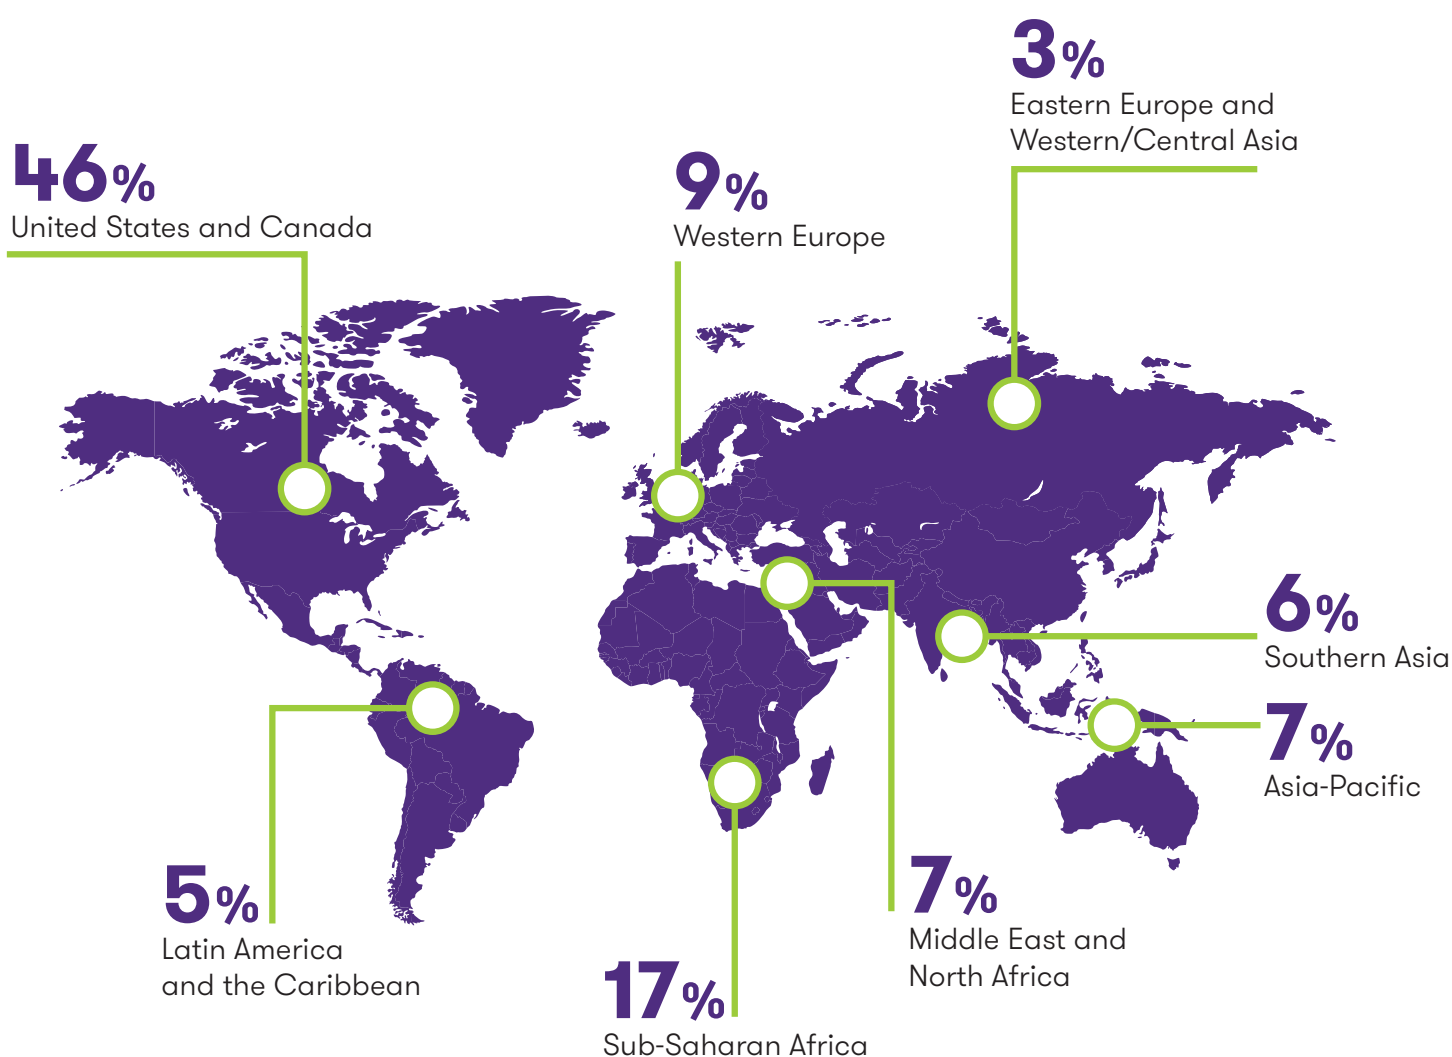 3%
Eastern Europe and
Western/Central Asia
46%
United States and Canada
9%
Western Europe
6%
Southern Asia
7%
Asia-Pacific
5%
Latin America
and the Caribbean
7%
Middle East and
North Africa
17%
Sub-Saharan Africa